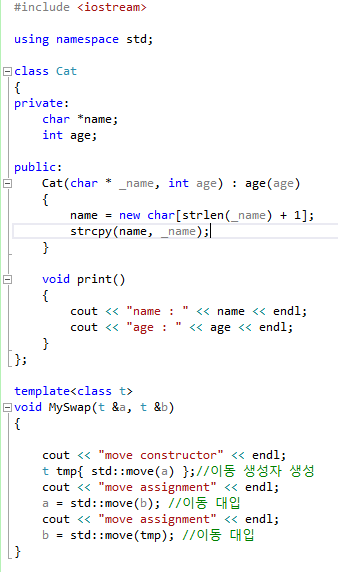 #include <iostream>
using namespace std;
class Cat
{
private:
char *name;
int age;
public:
Cat(char * _name, int age) : age(age)
{
name = new char[strlen(_name) + 1];
strcpy(name, _name);
}
void print()
{
cout << "name : " << name << endl;
cout << "age : " << age << endl;
}
};
template<class t>
void MySwap(t &a, t &b)
{
cout << "move constructor" << endl;
t tmp{ std::move(a) };//이동 생성자 생성
cout << "move assignment" << endl;
a = std::move(b); //이동 대입
cout << "move assignment" << endl;
b = std::move(tmp); //이동 대입
}